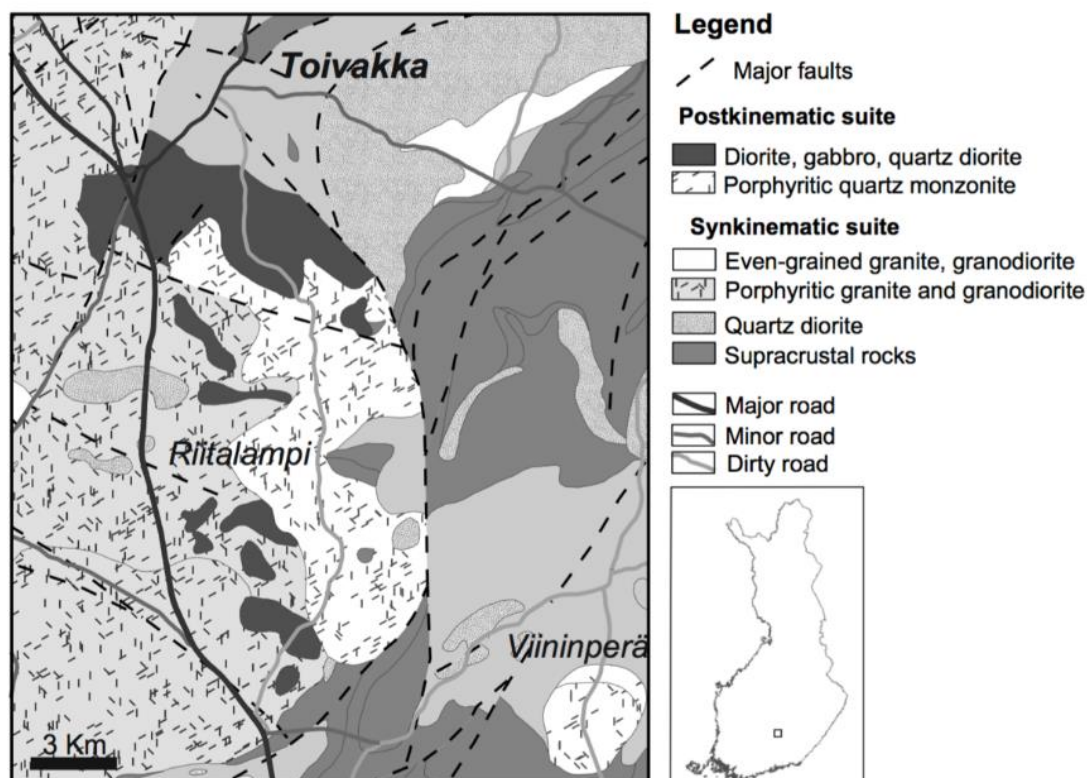 Toivakka
Riitalampi
Viininperä
3 Km
Legend
Major faults
Postkinematic suite
Diorite, gabbro, quartz diorite
Porphyritic quartz monzonite
Synkinematic suite
Even-grained granite, granodiorite
Porphyritic granite and granodiorite
Quartz diorite
Supracrustal rocks
Major road
Minor road
Dirty road